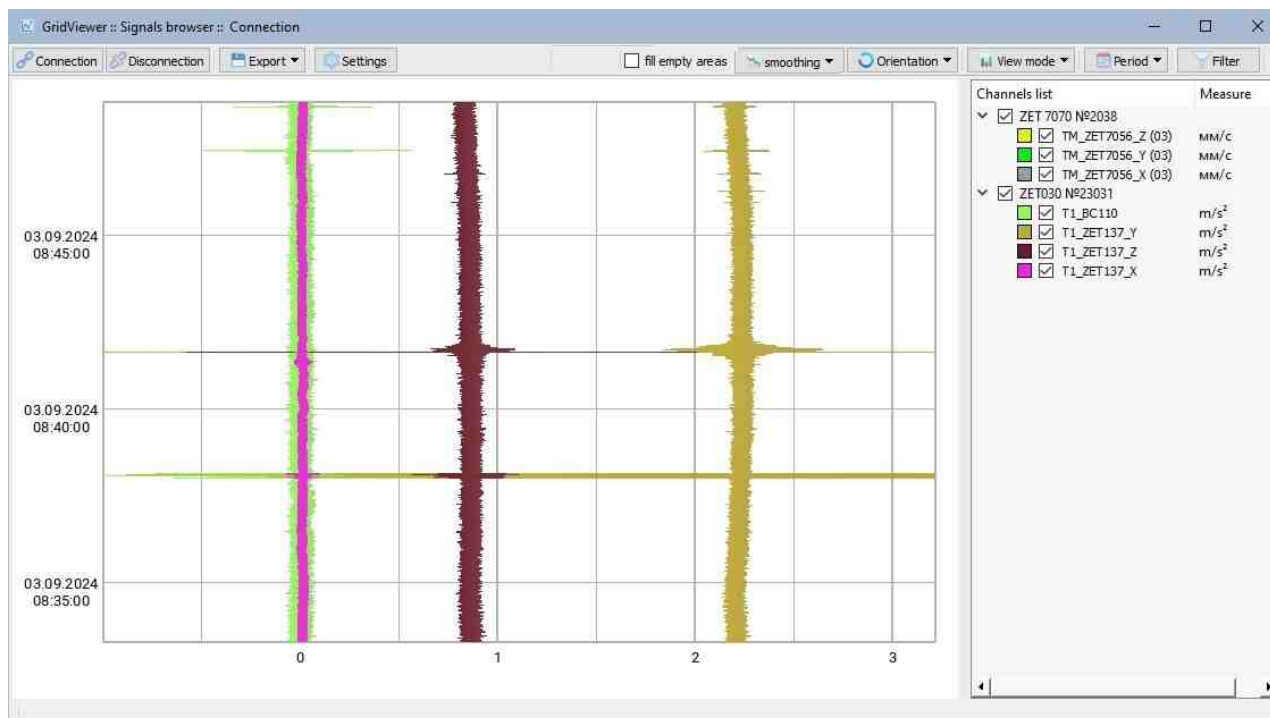 GridViewer :: Signals browser :: Connection
Connection Disconnection Export Settings fill empty areas smoothing Orientation View mode Period Filter
Channels list Measure
ZET 7070 №2038
TM_ZET7056_Z (03) мм/с
TM_ZET7056_Y (03) мм/с
TM_ZET7056_X (03) мм/с
ZET030 №23031
T1_BC110 m/s²
T1_ZET137_Y m/s²
T1_ZET137_Z m/s²
T1_ZET137_X m/s²
03.09.2024
08:45:00
03.09.2024
08:40:00
03.09.2024
08:35:00
0 1 2 3